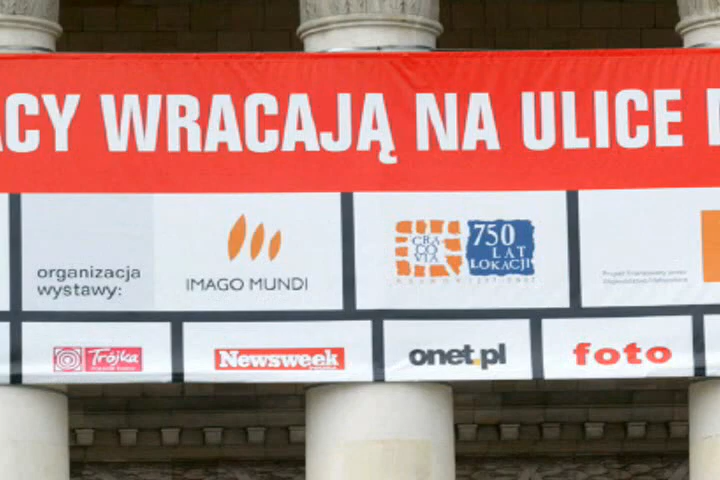 ACY WRACAJĄ NA ULICE
organizacja
wystawy:
IMAGO MUNDI
CRA
CO
VIA
750
LAT
LOKACJI
Trójka
Newsweek
onet.pl
foto